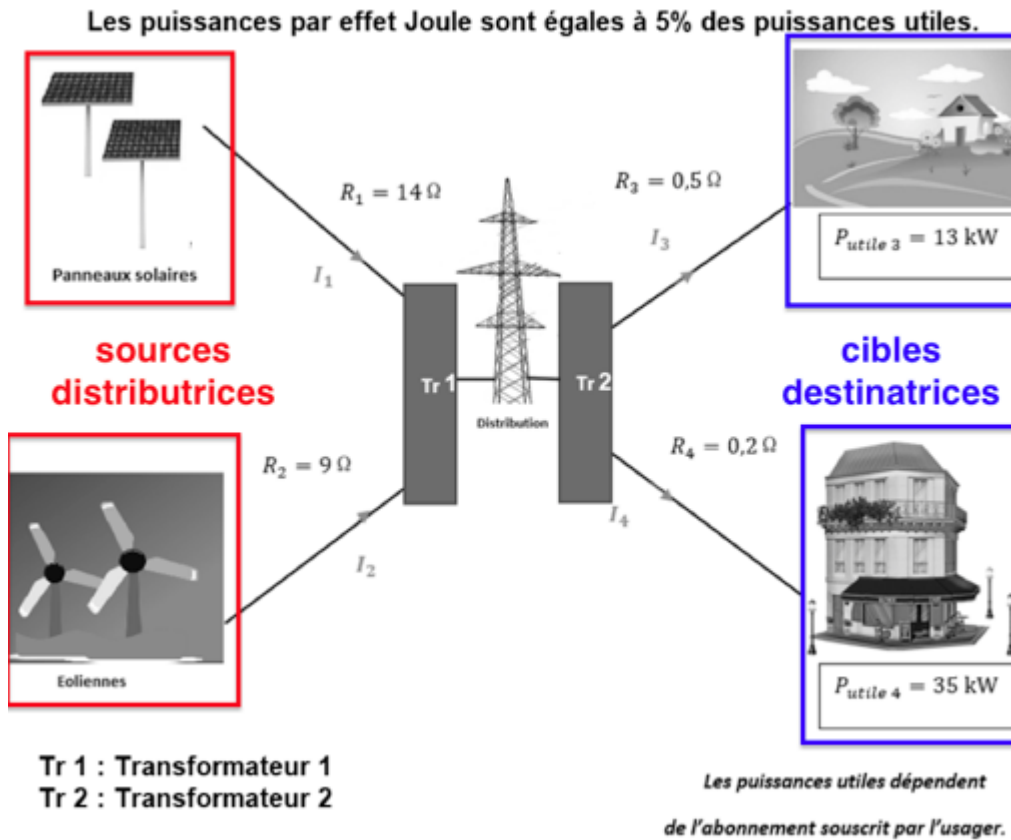 Les puissances par effet Joule sont égales à 5% des puissances utiles.
R₁ = 14 Ω
R₃ = 0,5 Ω
I₁
I₃
Panneaux solaires
P_utile 3 = 13 kW
sources
distributrices
Tr 1
Tr 2
Distribution
cibles
destinatrices
R₂ = 9 Ω
R₄ = 0,2 Ω
I₂
I₄
Eoliennes
P_utile 4 = 35 kW
Tr 1 : Transformateur 1
Tr 2 : Transformateur 2
Les puissances utiles dépendent
de l'abonnement souscrit par l'usager.